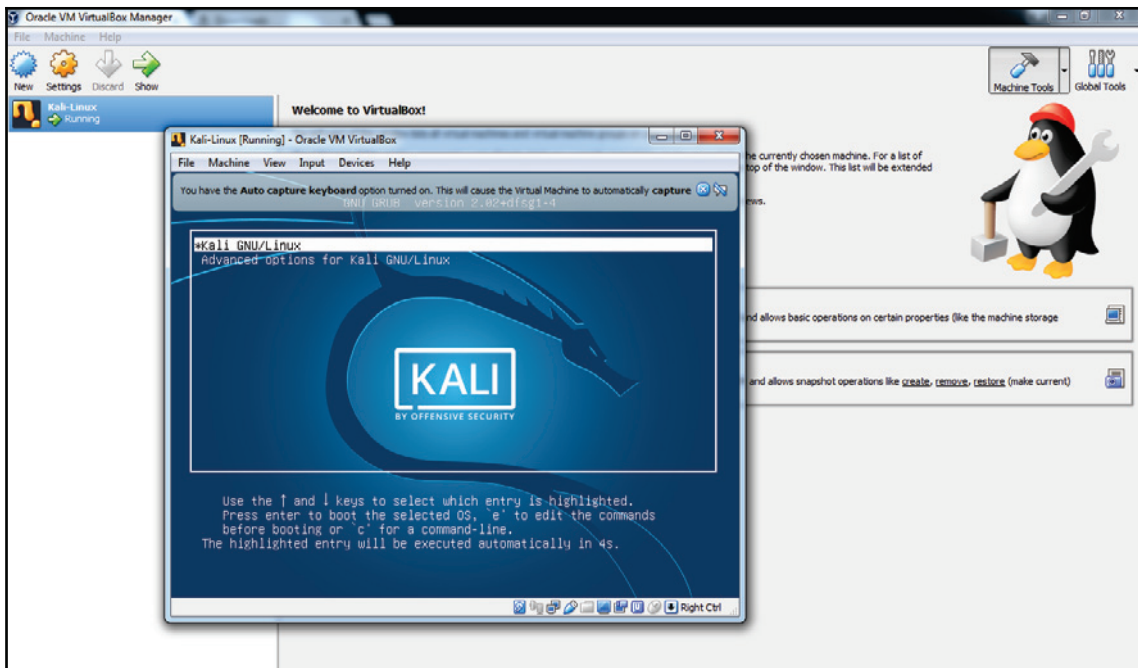 Oracle VM VirtualBox Manager
File Machine Help
New Settings Discard Show
Machine Tools
Global Tools
Kali-Linux
Running
Welcome to VirtualBox!
Kali-Linux [Running] - Oracle VM VirtualBox
File Machine View Input Devices Help
he currently chosen machine. For a list of
top of the window. This list will be extended
ews.
You have the Auto capture keyboard option turned on. This will cause the Virtual Machine to automatically capture
GNU GRUB version 2.02+dfsg1-4
*Kali GNU/Linux
Advanced options for Kali GNU/Linux
nd allows basic operations on certain properties (like the machine storage
KALI
BY OFFENSIVE SECURITY
and allows snapshot operations like create, remove, restore (make current)
Use the ↑ and ↓ keys to select which entry is highlighted.
Press enter to boot the selected OS, `e' to edit the commands
before booting or `c' for a command-line.
The highlighted entry will be executed automatically in 4s.
Right Ctrl